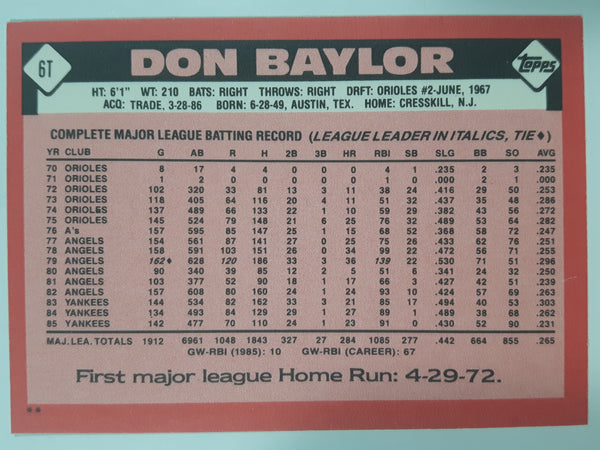 6T
DON BAYLOR
topps
HT: 6'1" WT: 210 BATS: RIGHT THROWS: RIGHT DRFT: ORIOLES #2-JUNE, 1967
ACQ: TRADE, 3-28-86 BORN: 6-28-49, AUSTIN, TEX. HOME: CRESSKILL, N.J.
COMPLETE MAJOR LEAGUE BATTING RECORD (LEAGUE LEADER IN ITALICS, TIE♦)
YR CLUB G AB R H 2B 3B HR RBI SB SLG BB SO AVG
70 ORIOLES 8 17 4 4 0 0 0 4 1 .235 2 3 .235
71 ORIOLES 1 2 0 0 0 0 0 1 0 .000 2 1 .000
72 ORIOLES 102 320 33 81 13 3 11 38 24 .416 29 50 .253
73 ORIOLES 118 405 64 116 20 4 11 51 32 .437 35 48 .286
74 ORIOLES 137 489 66 133 22 1 10 59 29 .382 43 56 .272
75 ORIOLES 145 524 79 148 21 6 25 76 32 .489 53 64 .282
76 A's 157 595 85 147 25 1 15 68 52 .368 58 72 .247
77 ANGELS 154 561 87 141 27 0 25 75 26 .433 62 76 .251
78 ANGELS 158 591 103 151 26 0 34 99 22 .472 56 71 .255
79 ANGELS 162♦ 628 120 186 33 3 36 139 22 .530 71 51 .296
80 ANGELS 90 340 39 85 12 2 5 51 6 .341 24 32 .250
81 ANGELS 103 377 52 90 18 1 17 66 3 .427 42 51 .239
82 ANGELS 157 608 80 160 24 1 24 93 10 .424 57 69 .263
83 YANKEES 144 534 82 162 33 3 21 85 17 .494 40 53 .303
84 YANKEES 134 493 84 129 29 1 27 89 1 .489 38 68 .262
85 YANKEES 142 477 70 110 24 1 23 91 0 .430 52 90 .231
MAJ. LEA. TOTALS 1912 6961 1048 1843 327 27 284 1085 277 .442 664 855 .265
GW-RBI (1985): 10 GW-RBI (CAREER): 67
First major league Home Run: 4-29-72.
**